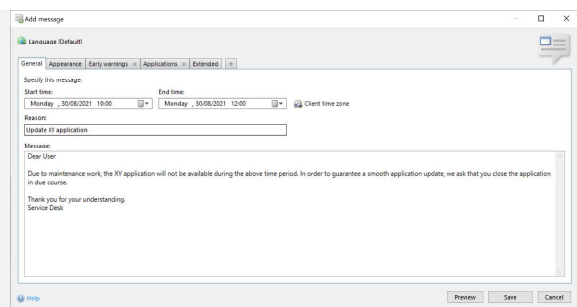 Add message
Language [Default]
General Appearance Early warnings Applications Extended
Specify this message:
Start time: End time:
Monday , 30/08/2021 10:00 Monday , 30/08/2021 12:00 Client time zone
Reason:
Update XY application
Message:
Dear User
Due to maintenance work, the XY application will not be available during the above time period. In order to guarantee a smooth application update, we ask that you close the application
in due course.
Thank you for your understanding.
Service Desk
Help Preview Save Cancel